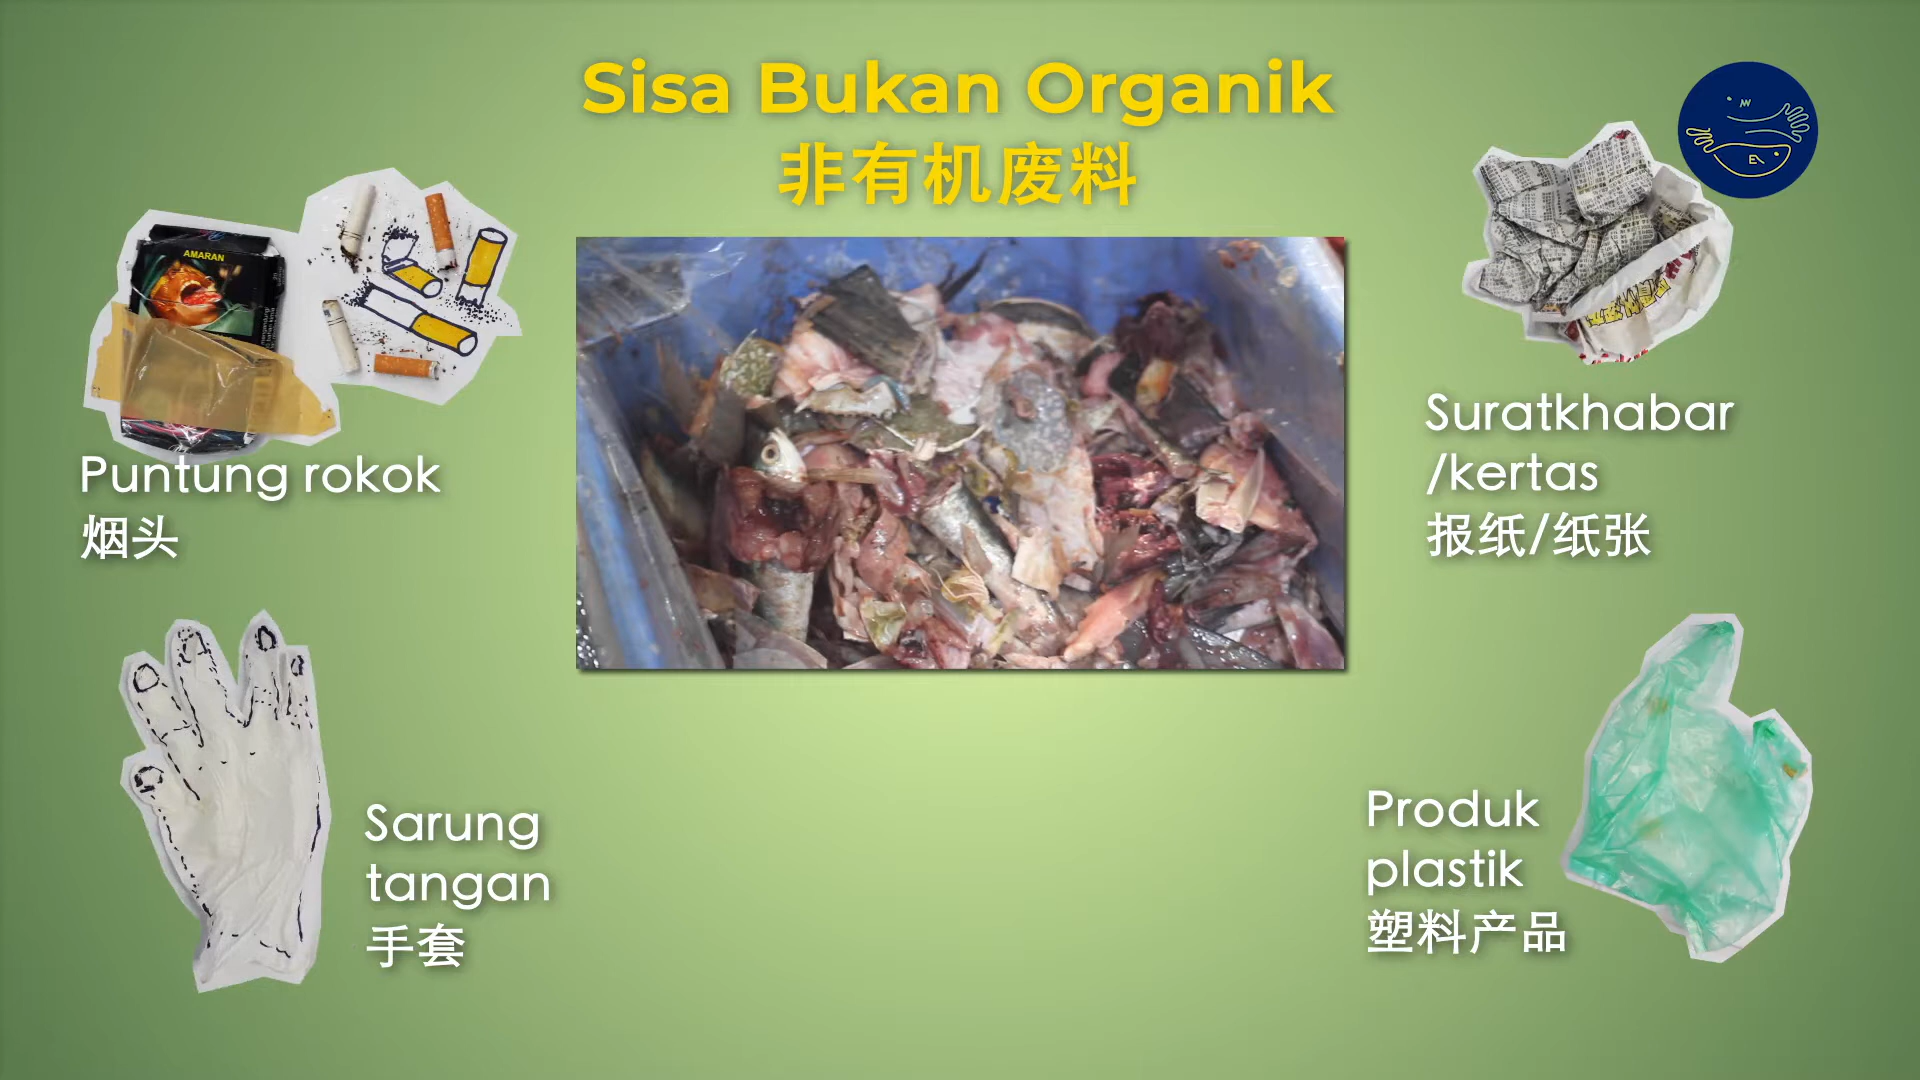 Sisa Bukan Organik
非有机废料
AMARAN
Puntung rokok
烟头
Suratkhabar
/kertas
报纸/纸张
Sarung
tangan
手套
Produk
plastik
塑料产品